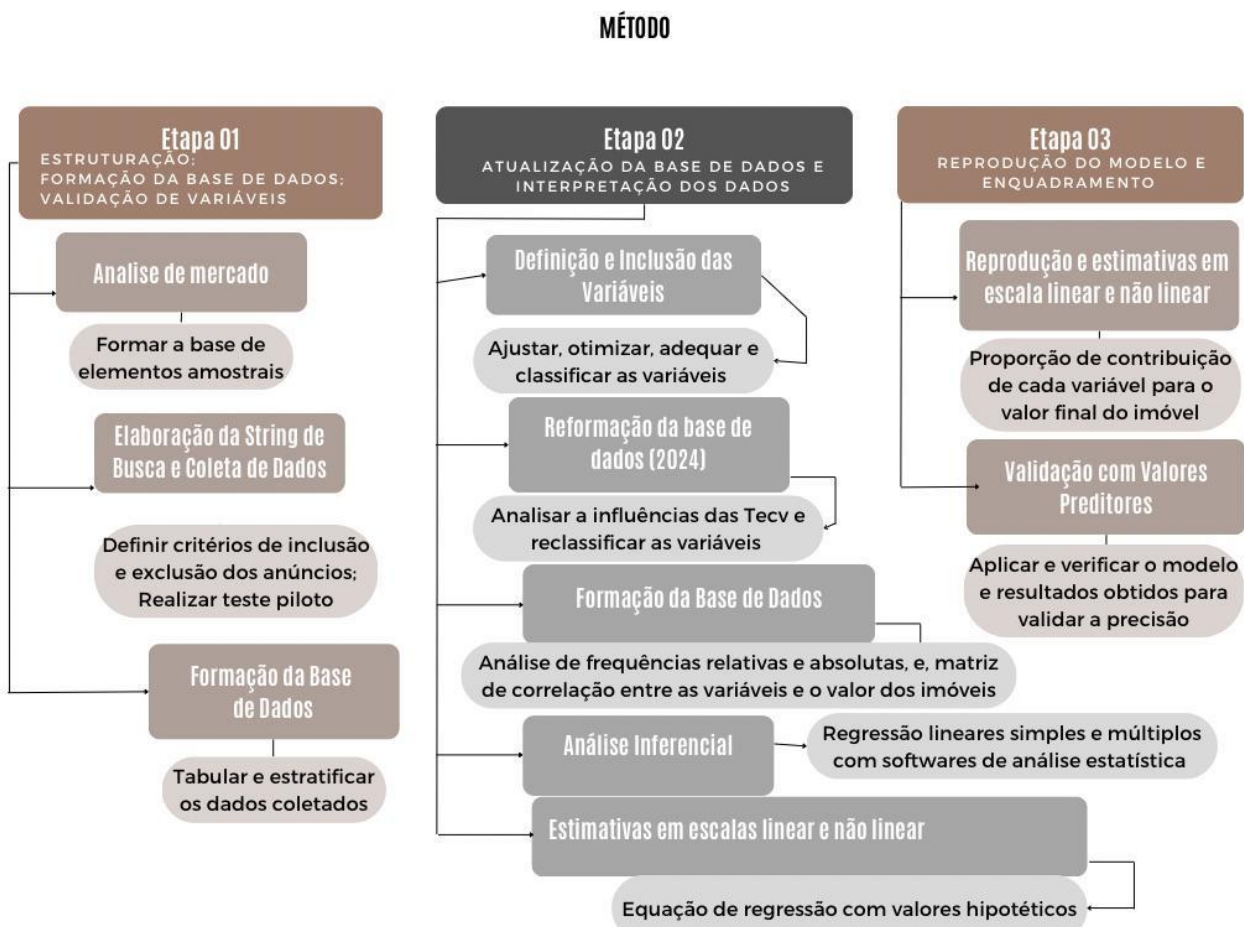 MÉTODO
Etapa 01
ESTRUTURAÇÃO;
FORMAÇÃO DA BASE DE DADOS;
VALIDAÇÃO DE VARIÁVEIS
Analise de mercado
Formar a base de
elementos amostrais
Elaboração da String de
Busca e Coleta de Dados
Definir critérios de inclusão
e exclusão dos anúncios;
Realizar teste piloto
Formação da Base
de Dados
Tabular e estratificar
os dados coletados
Etapa 02
ATUALIZAÇÃO DA BASE DE DADOS E
INTERPRETAÇÃO DOS DADOS
Definição e Inclusão das
Variáveis
Ajustar, otimizar, adequar e
classificar as variáveis
Reformação da base de
dados (2024)
Analisar a influências das Tecv e
reclassificar as variáveis
Formação da Base de Dados
Análise de frequências relativas e absolutas, e, matriz
de correlação entre as variáveis e o valor dos imóveis
Análise Inferencial
Regressão lineares simples e múltiplos
com softwares de análise estatística
Estimativas em escalas linear e não linear
Equação de regressão com valores hipotéticos
Etapa 03
REPRODUÇÃO DO MODELO E
ENQUADRAMENTO
Reprodução e estimativas em
escala linear e não linear
Proporção de contribuição
de cada variável para o
valor final do imóvel
Validação com Valores
Preditores
Aplicar e verificar o modelo
e resultados obtidos para
validar a precisão